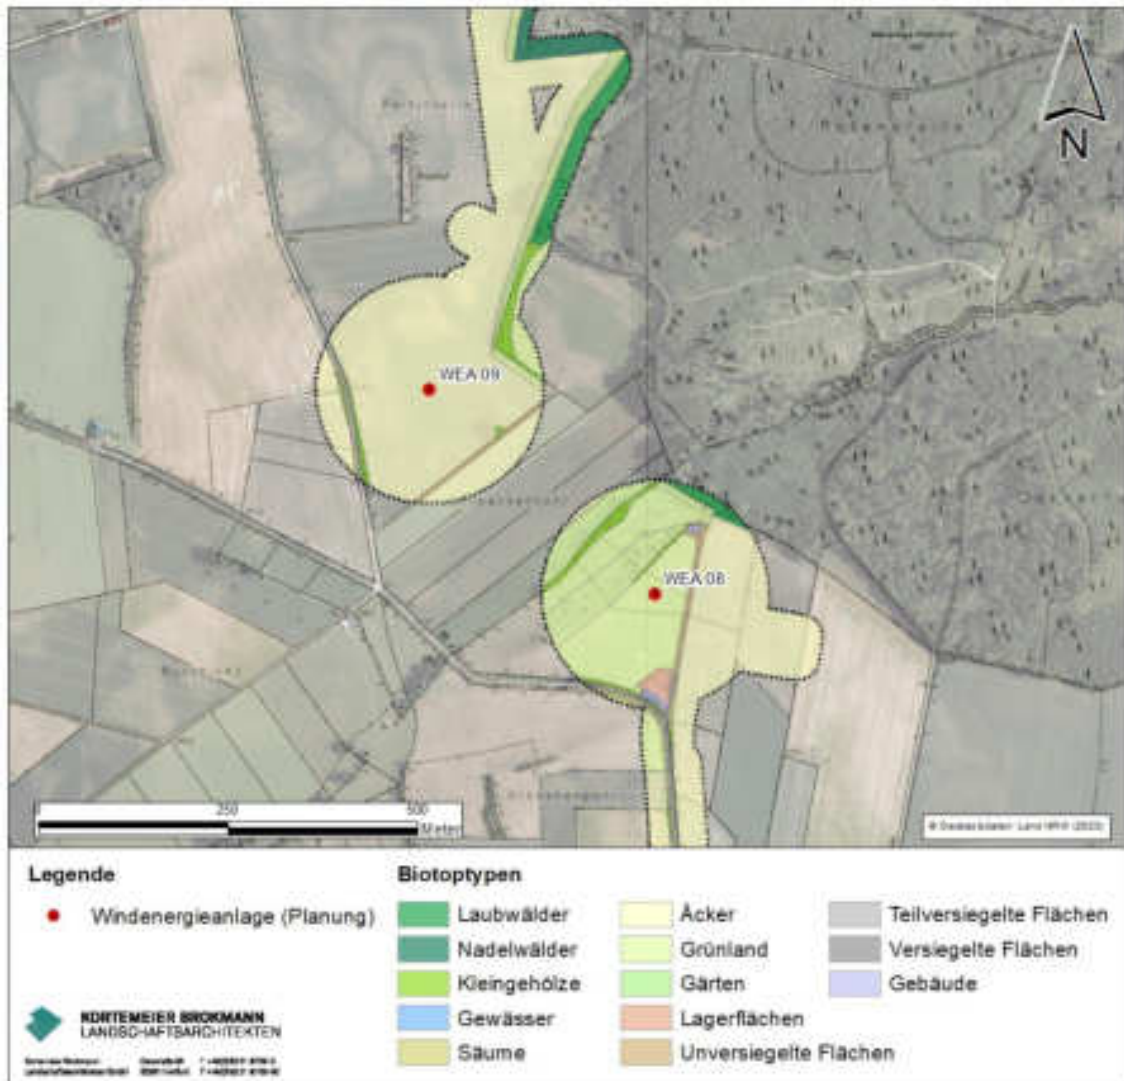 N
WEA 09
WEA 08
250
500
Meter
Legende
Windenergieanlage (Planung)
Biotoptypen
Laubwälder
Nadelwälder
Kleingehölze
Gewässer
Säume
Äcker
Grünland
Gärten
Lagerflächen
Unversiegelte Flächen
Teilversiegelte Flächen
Versiegelte Flächen
Gebäude
KORTEMEIER BROKMANN
LANDSCHAFTSARCHITEKTEN